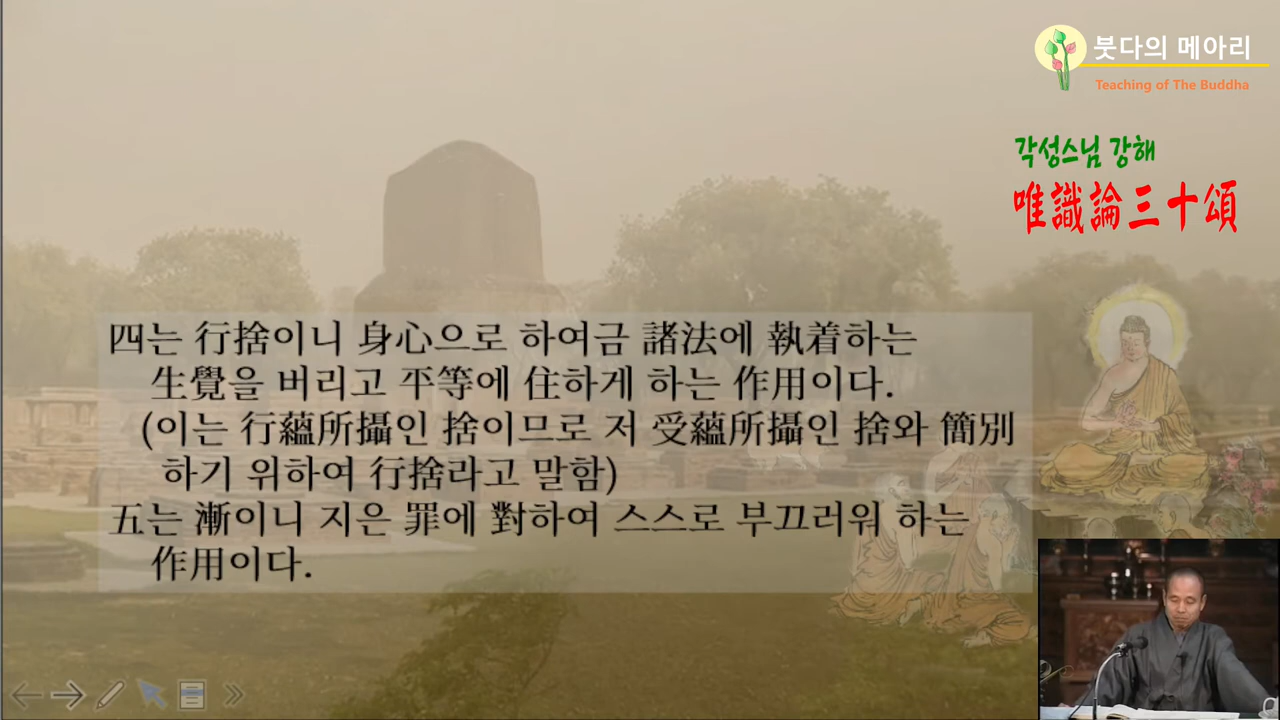 붓다의 메아리
Teaching of The Buddha
각성스님 강해
唯識論三十頌
四는 行捨이니 身心으로 하여금 諸法에 執着하는
生覺을 버리고 平等에 住하게 하는 作用이다.
(이는 行蘊所攝인 捨이므로 저 受蘊所攝인 捨와 簡別
하기 위하여 行捨라고 말함)
五는 漸이니 지은 罪에 對하여 스스로 부끄러워 하는
作用이다.